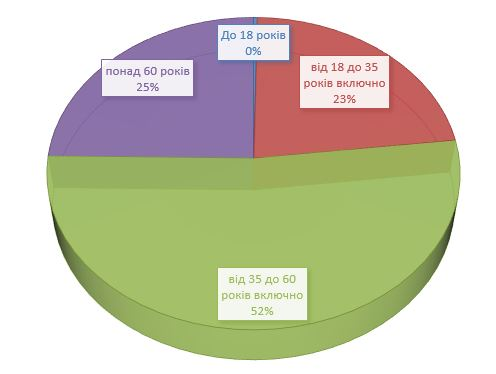 До 18 років
0%
від 18 до 35
років включно
23%
понад 60 років
25%
від 35 до 60
років включно
52%